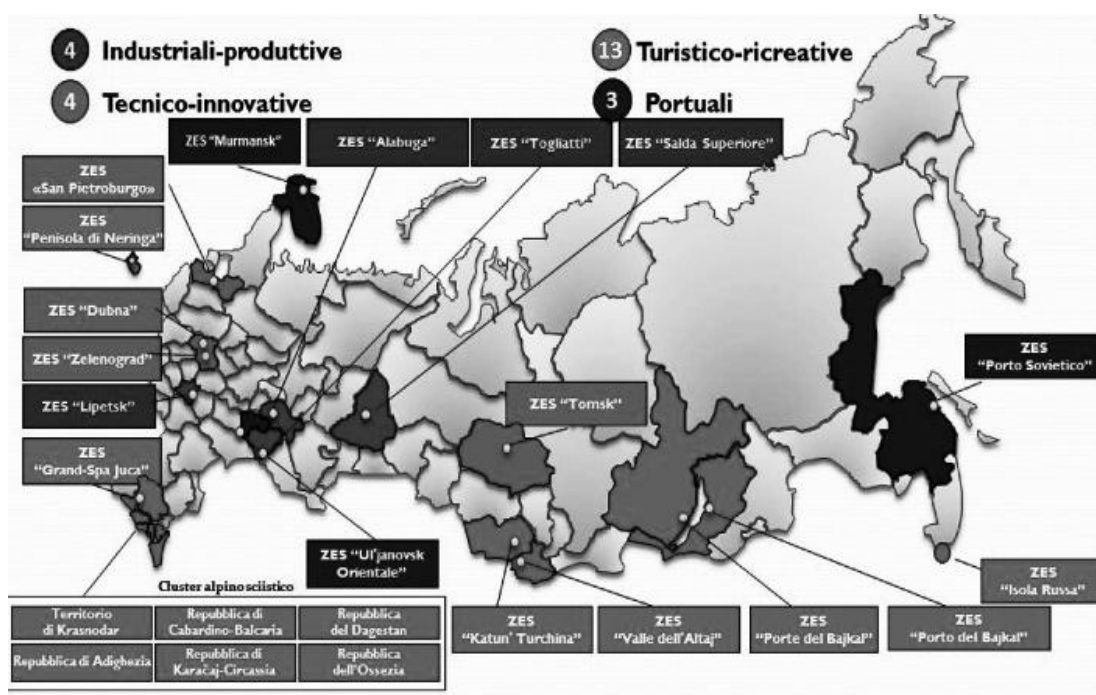 4 Industriali-produttive
13 Turistico-ricreative
4 Tecnico-innovative
3 Portuali
ZES "Murmansk"
ZES "Alabuga"
ZES "Togliatti"
ZES "Salda Superiore"
ZES
«San Pietroburgo»
ZES
"Penisola di Neringa"
ZES "Dubna"
ZES "Zelenograd"
ZES "Lipetsk"
ZES
"Grand-Spa Juca"
ZES "Tomsk"
ZES
"Porto Sovietico"
ZES "Ul'janovsk
Orientale"
ZES
"Isola Russa"
ZES
"Katun' Turchina"
ZES
"Valle dell'Altaj"
ZES
"Porte del Bajkal"
ZES
"Porto del Bajkal"
Cluster alpino sciistico
Territorio
di Krasnodar
Repubblica di
Cabardino-Balcaria
Repubblica
del Dagestan
Repubblica di Adighezia
Repubblica di
Karačaj-Circassia
Repubblica
dell'Ossezia